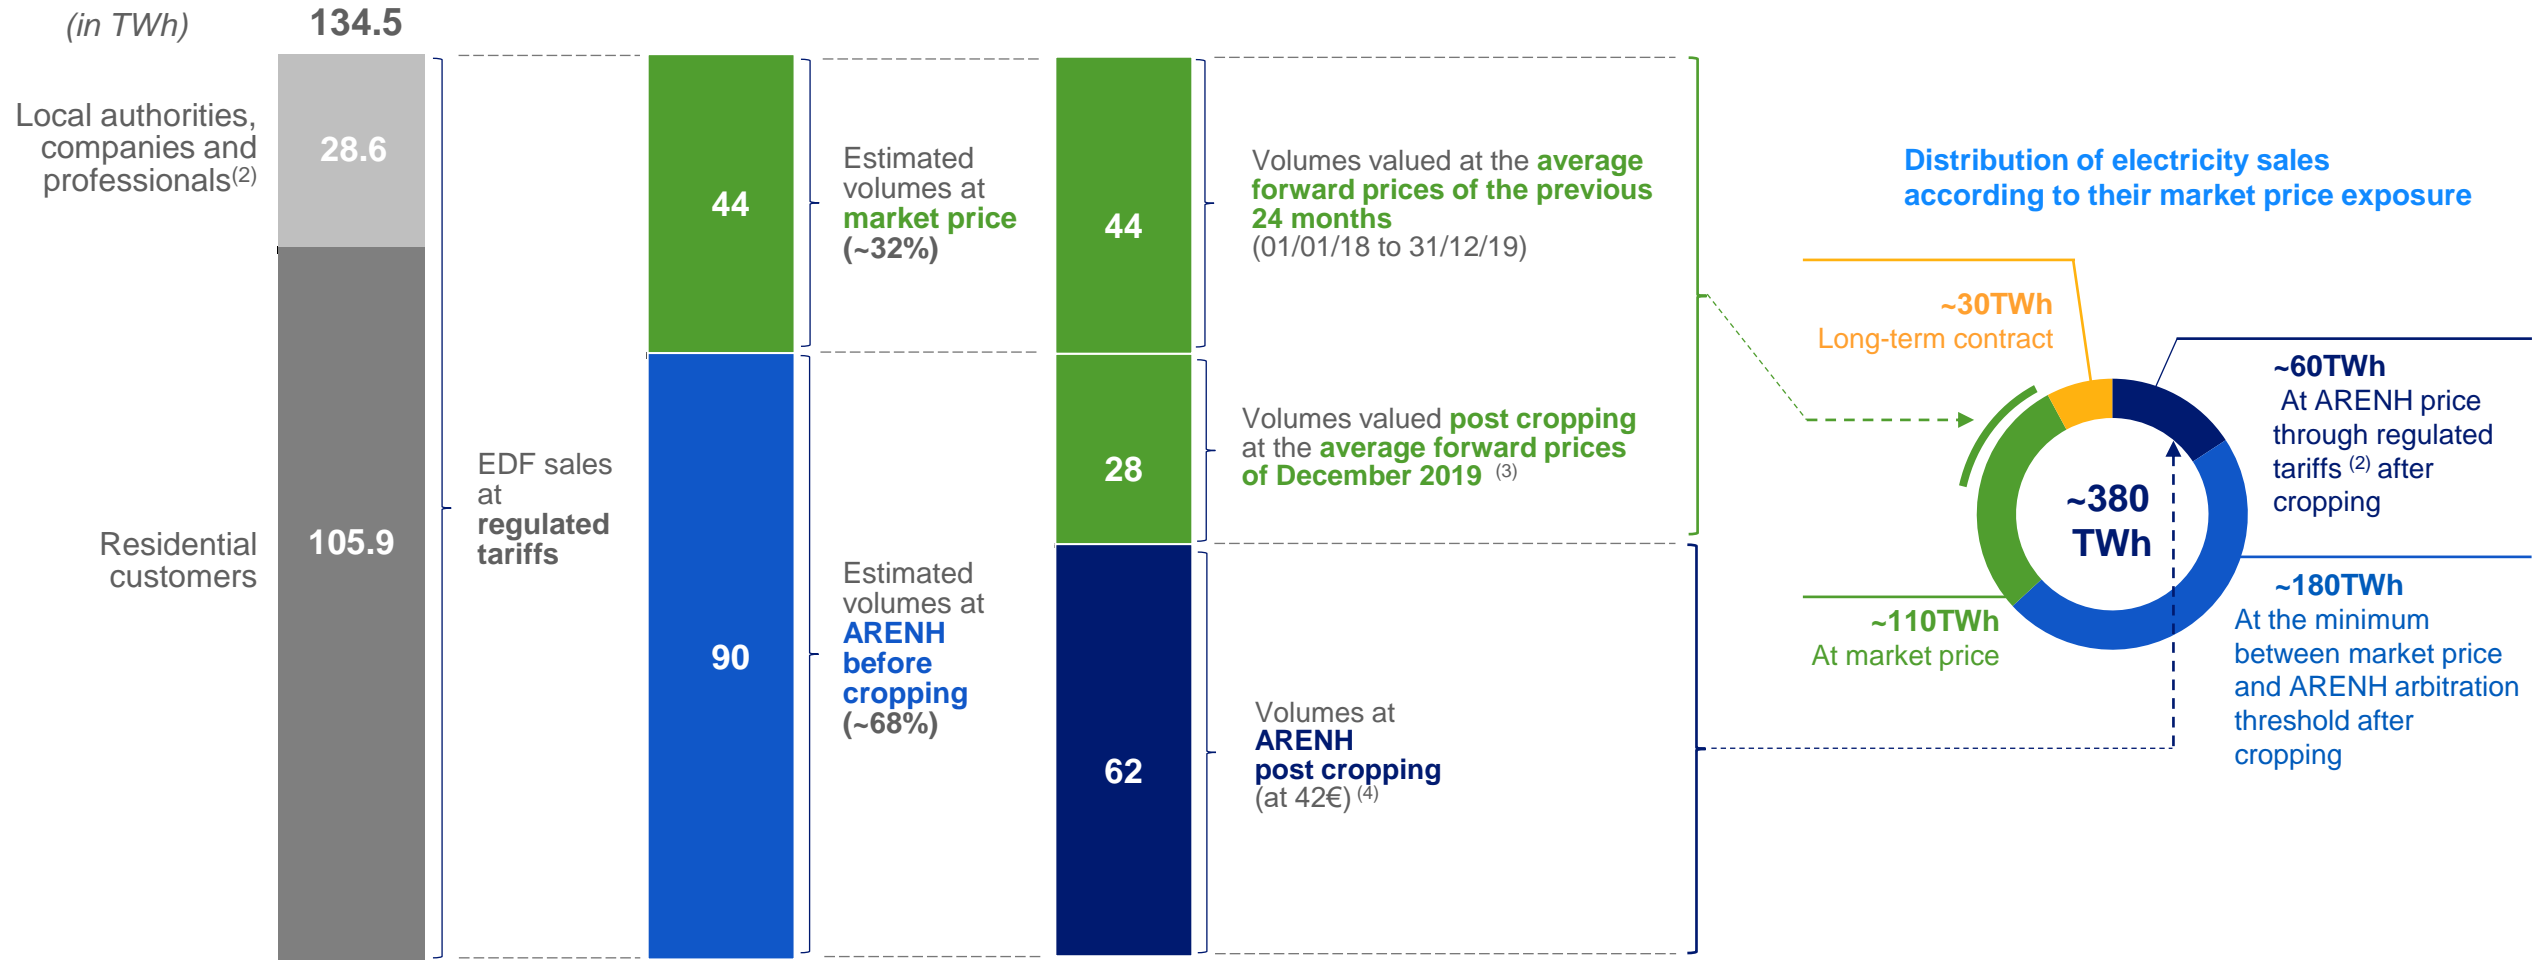 (in TWh)
134.5
Local authorities,
companies and
professionals(2)
28.6
Residential
customers
105.9
EDF sales
at
regulated
tariffs
44
90
Estimated
volumes at
market price
(~32%)
Estimated
volumes at
ARENH
before
cropping
(~68%)
44
28
62
Volumes valued at the average
forward prices of the previous
24 months
(01/01/18 to 31/12/19)
Volumes valued post cropping
at the average forward prices
of December 2019 (3)
Volumes at
ARENH
post cropping
(at 42€) (4)
Distribution of electricity sales
according to their market price exposure
~30TWh
Long-term contract
~60TWh
At ARENH price
through regulated
tariffs (2) after
cropping
~380
TWh
~110TWh
At market price
~180TWh
At the minimum
between market price
and ARENH arbitration
threshold after
cropping